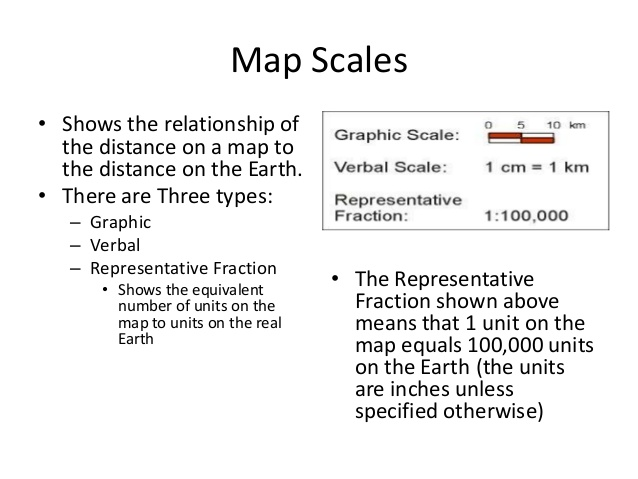 Map Scales
• Shows the relationship of
the distance on a map to
the distance on the Earth.
• There are Three types:
– Graphic
– Verbal
– Representative Fraction
• Shows the equivalent
number of units on the
map to units on the real
Earth
0 5 10 km
Graphic Scale:
Verbal Scale: 1 cm = 1 km
Representative
Fraction: 1:100,000
• The Representative
Fraction shown above
means that 1 unit on the
map equals 100,000 units
on the Earth (the units
are inches unless
specified otherwise)